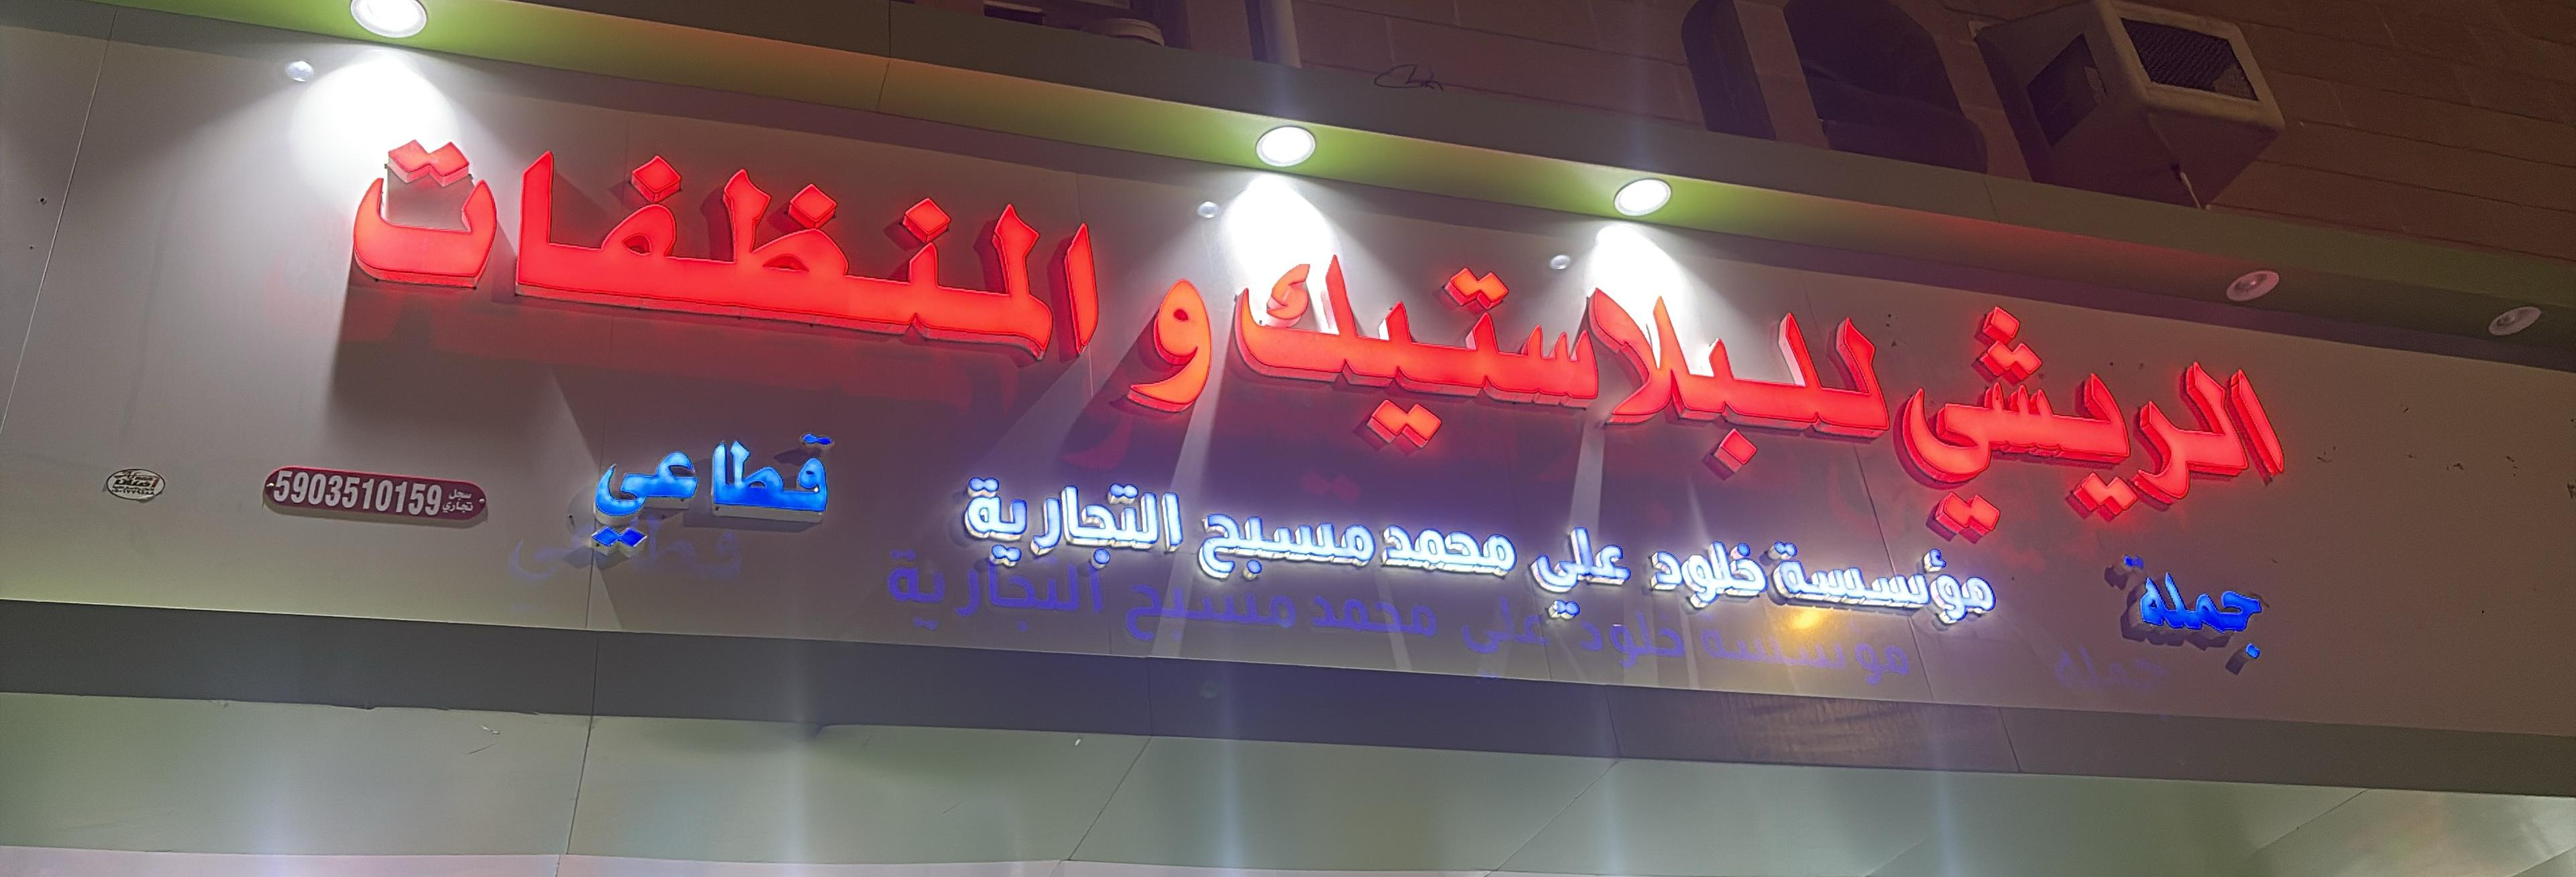 الريشي للبلاستيك و المنظفات
جملة
مؤسسة خلود علي محمد مسبح التجارية
قطاعي
سجل تجاري 5903510159